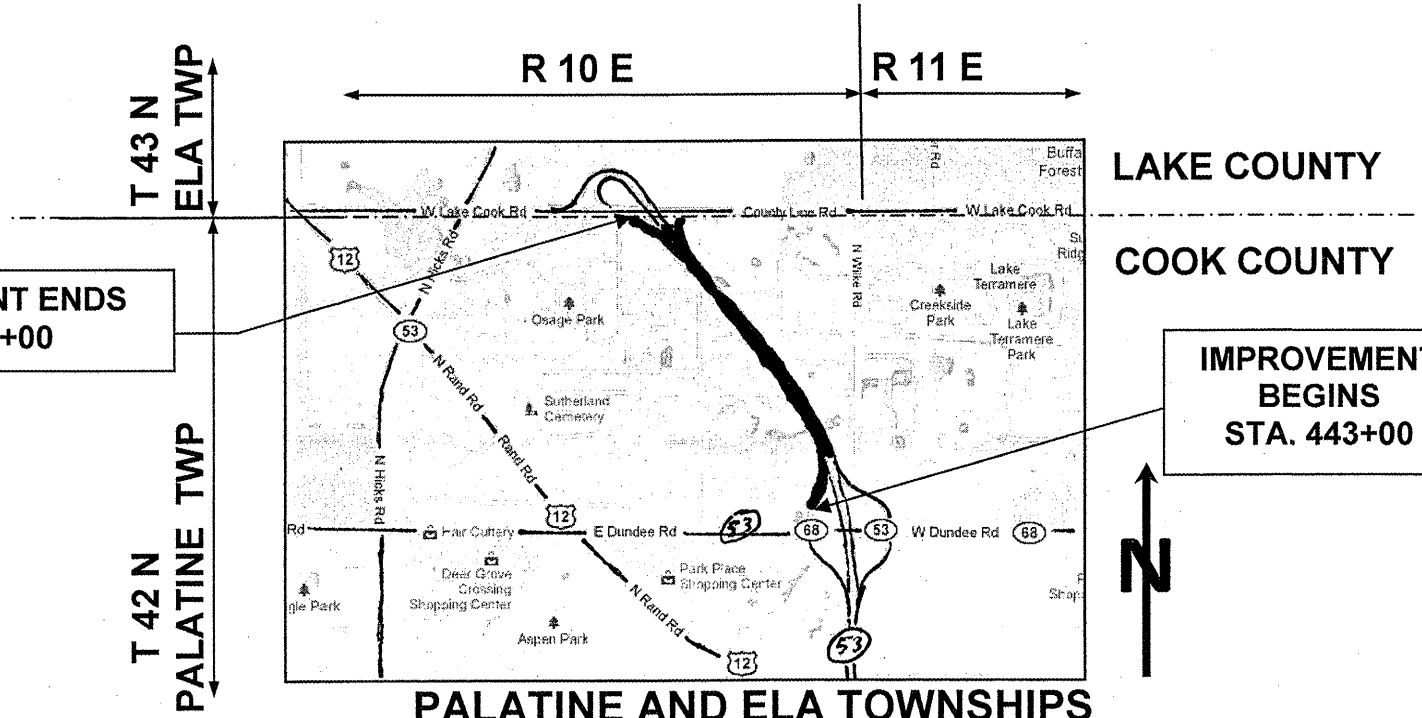 R 10 E
R 11 E
T 43 N
ELA TWP
LAKE COUNTY
COOK COUNTY
W Lake Cook Rd
County Line Rd
W Lake Cook Rd
Buffa
Forest
12
N Hicks Rd
N Wilke Rd
Lake
Terramere
Creekside
Park
Lake
Terramere
Park
Osage Park
NT ENDS
+00
53
N Rand Rd
Sutherland
Cemetery
Rand Rd
IMPROVEMENT
BEGINS
STA. 443+00
N Hicks Rd
T 42 N
PALATINE TWP
Rd
Hair Cuttery
12
E Dundee Rd
53
68
53
W Dundee Rd
68
Deer Grove
Crossing
Shopping Center
Park Place
Shopping Center
gle Park
Aspen Park
N Rand Rd
12
53
N
PALATINE AND ELA TOWNSHIPS